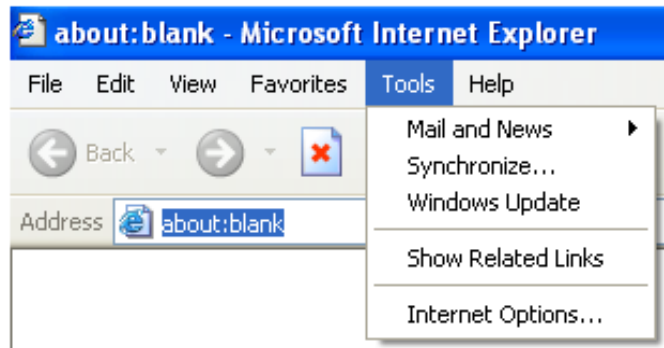 about:blank - Microsoft Internet Explorer
File Edit View Favorites Tools Help
Mail and News
Back
Synchronize...
Windows Update
Address about:blank
Show Related Links
Internet Options...